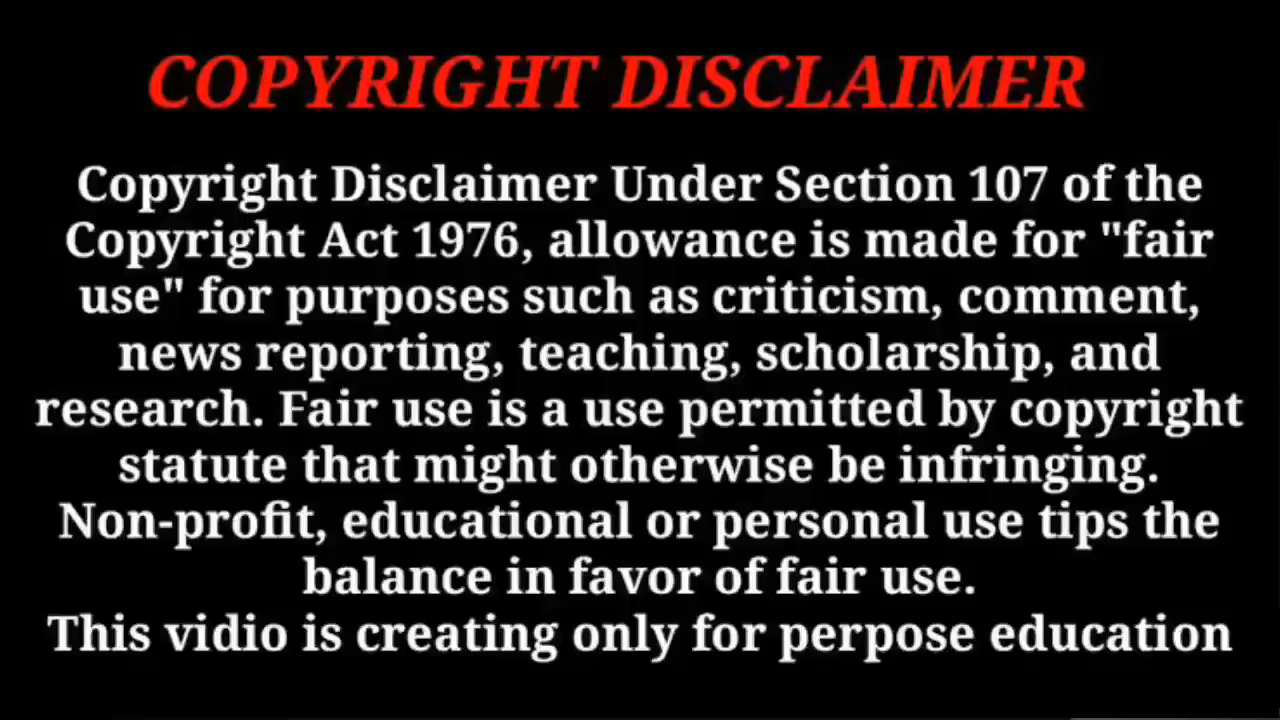 COPYRIGHT DISCLAIMER
Copyright Disclaimer Under Section 107 of the
Copyright Act 1976, allowance is made for "fair
use" for purposes such as criticism, comment,
news reporting, teaching, scholarship, and
research. Fair use is a use permitted by copyright
statute that might otherwise be infringing.
Non-profit, educational or personal use tips the
balance in favor of fair use.
This vidio is creating only for perpose education